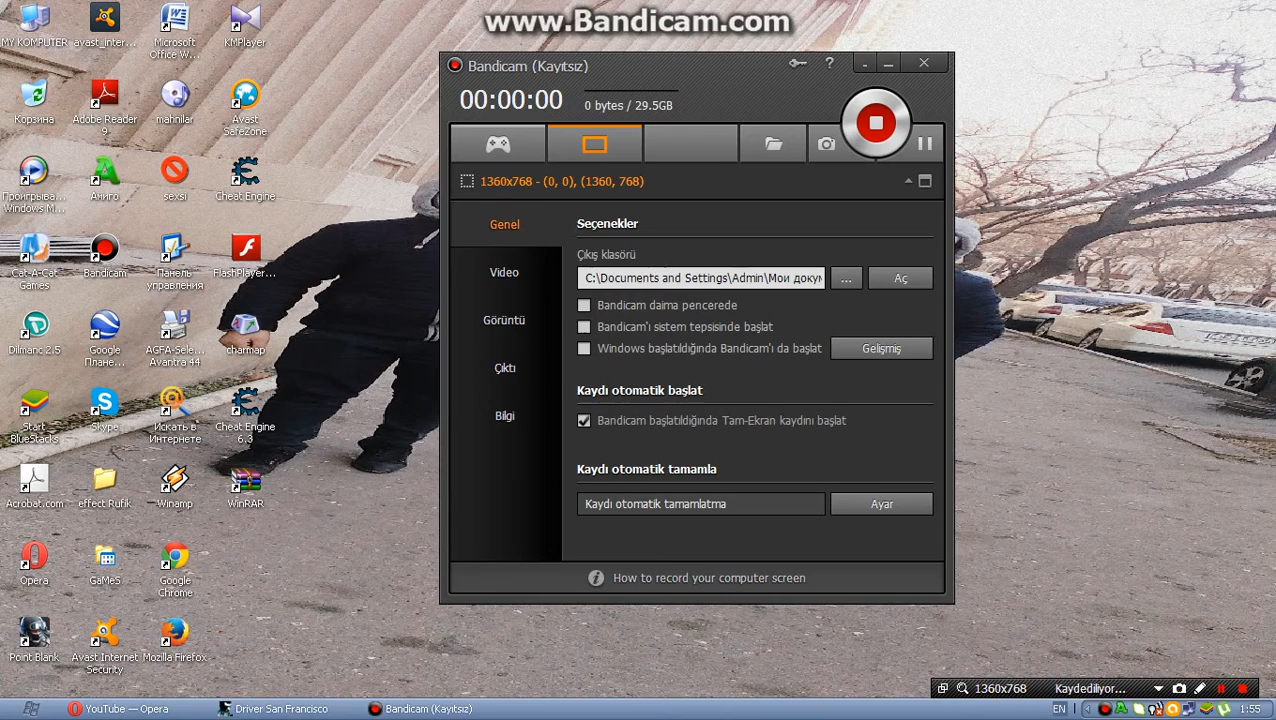 www.Bandicam.com
MY KOMPUTER
avast_inter...
Microsoft
Office W...
KMPlayer
Корзина
Adobe Reader
9
mahnilar
Avast
SafeZone
Проигрыва...
Windows M...
Амиго
sexsi
Cheat Engine
Cat-A-Cat
Games
Bandicam
Панель
управления
FlashPlayer...
Dilmanc 2.5
Google
Плане...
AGFA-Sele...
Avantra 44
charmap
Start
BlueStacks
Skype
Искать в
Интернете
Cheat Engine
6.3
Acrobat.com
effect Rufik
Winamp
WinRAR
Opera
GaMeS
Google
Chrome
Point Blank
Avast Internet
Security
Mozilla Firefox
Bandicam (Kayıtsız)
00:00:00
0 bytes / 29.5GB
1360x768 - (0, 0), (1360, 768)
Genel
Video
Görüntü
Çıktı
Bilgi
Seçenekler
Çıkış klasörü
C:\Documents and Settings\Admin\Мои докум
...
Aç
Bandicam daima pencerede
Bandicam'ı sistem tepsisinde başlat
Windows başlatıldığında Bandicam'ı da başlat
Gelişmiş
Kaydı otomatik başlat
Bandicam başlatıldığında Tam-Ekran kaydını başlat
Kaydı otomatik tamamla
Kaydı otomatik tamamlatma
Ayar
How to record your computer screen
1360x768
Kaydediliyor...
YouTube — Opera
Driver San Francisco
Bandicam (Kayıtsız)
EN
1:55